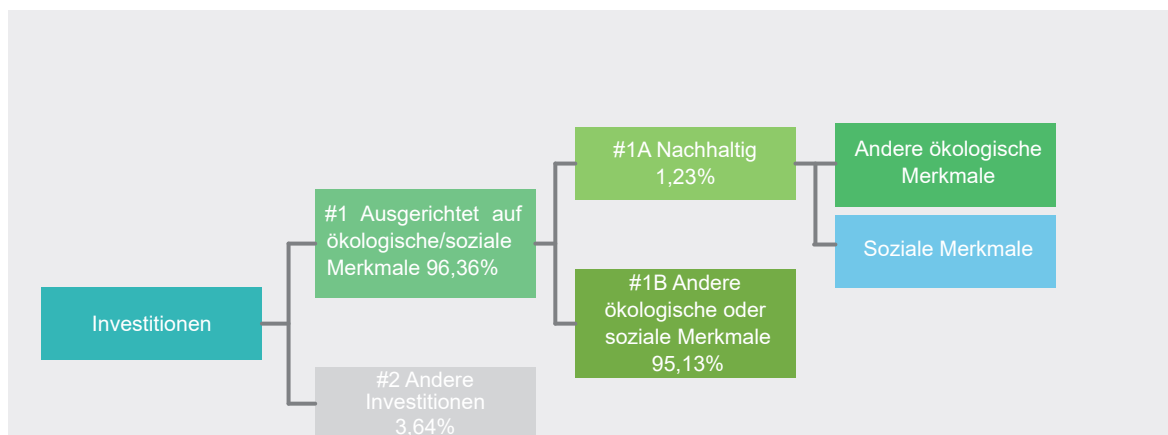 Investitionen
#1 Ausgerichtet auf
ökologische/soziale
Merkmale 96,36%
#2 Andere
Investitionen
3,64%
#1A Nachhaltig
1,23%
#1B Andere
ökologische oder
soziale Merkmale
95,13%
Andere ökologische
Merkmale
Soziale Merkmale